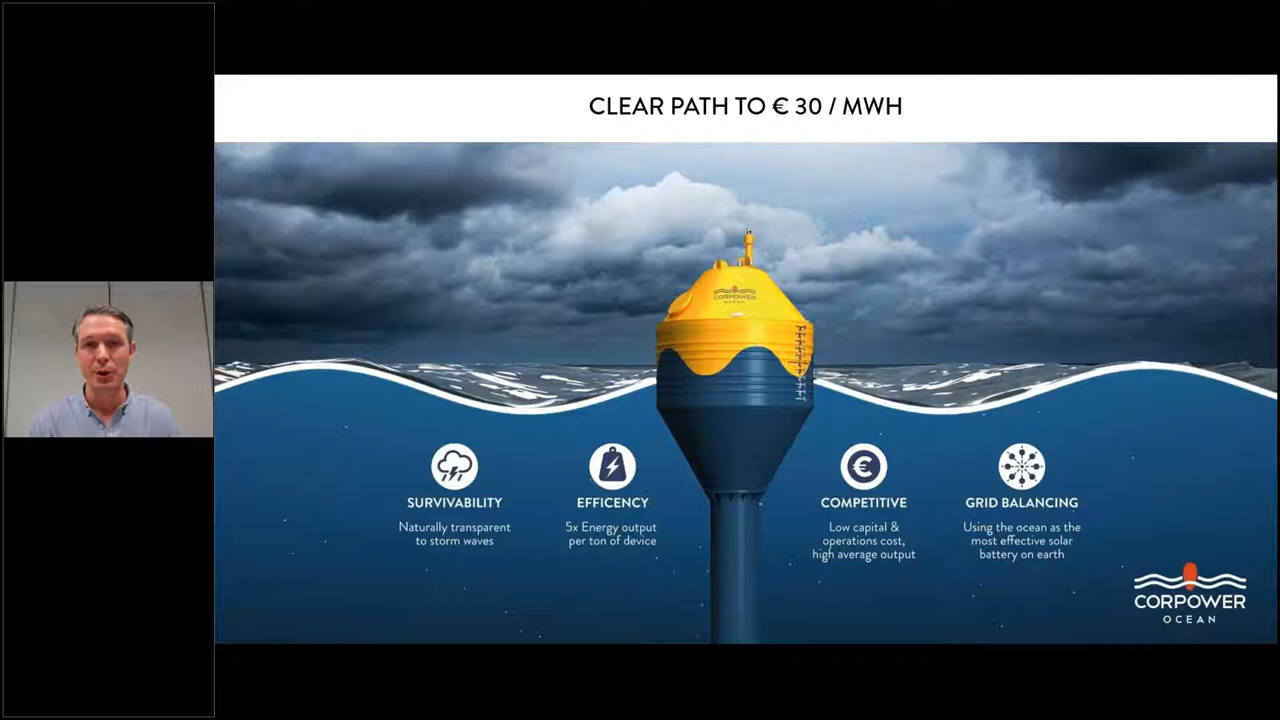 CLEAR PATH TO € 30 / MWH
CORPOWER
OCEAN
SURVIVABILITY
Naturally transparent
to storm waves
EFFICENCY
5x Energy output
per ton of device
COMPETITIVE
Low capital &
operations cost,
high average output
GRID BALANCING
Using the ocean as the
most effective solar
battery on earth
CORPOWER
OCEAN